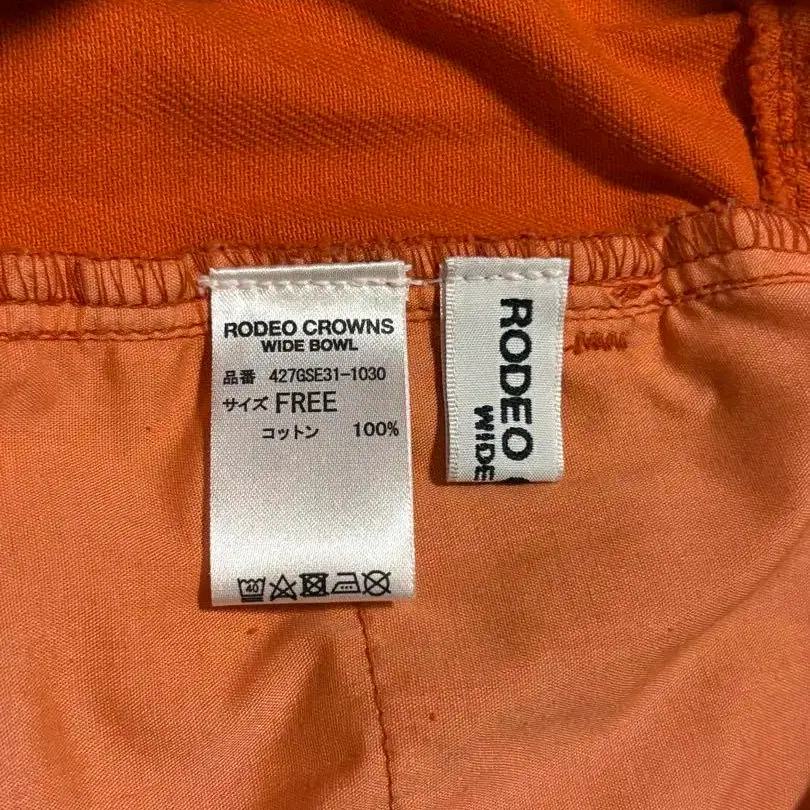 RODEO CROWNS
WIDE BOWL
品番 427GSE31-1030
サイズ FREE
コットン 100%
40
RODEO
WIDE